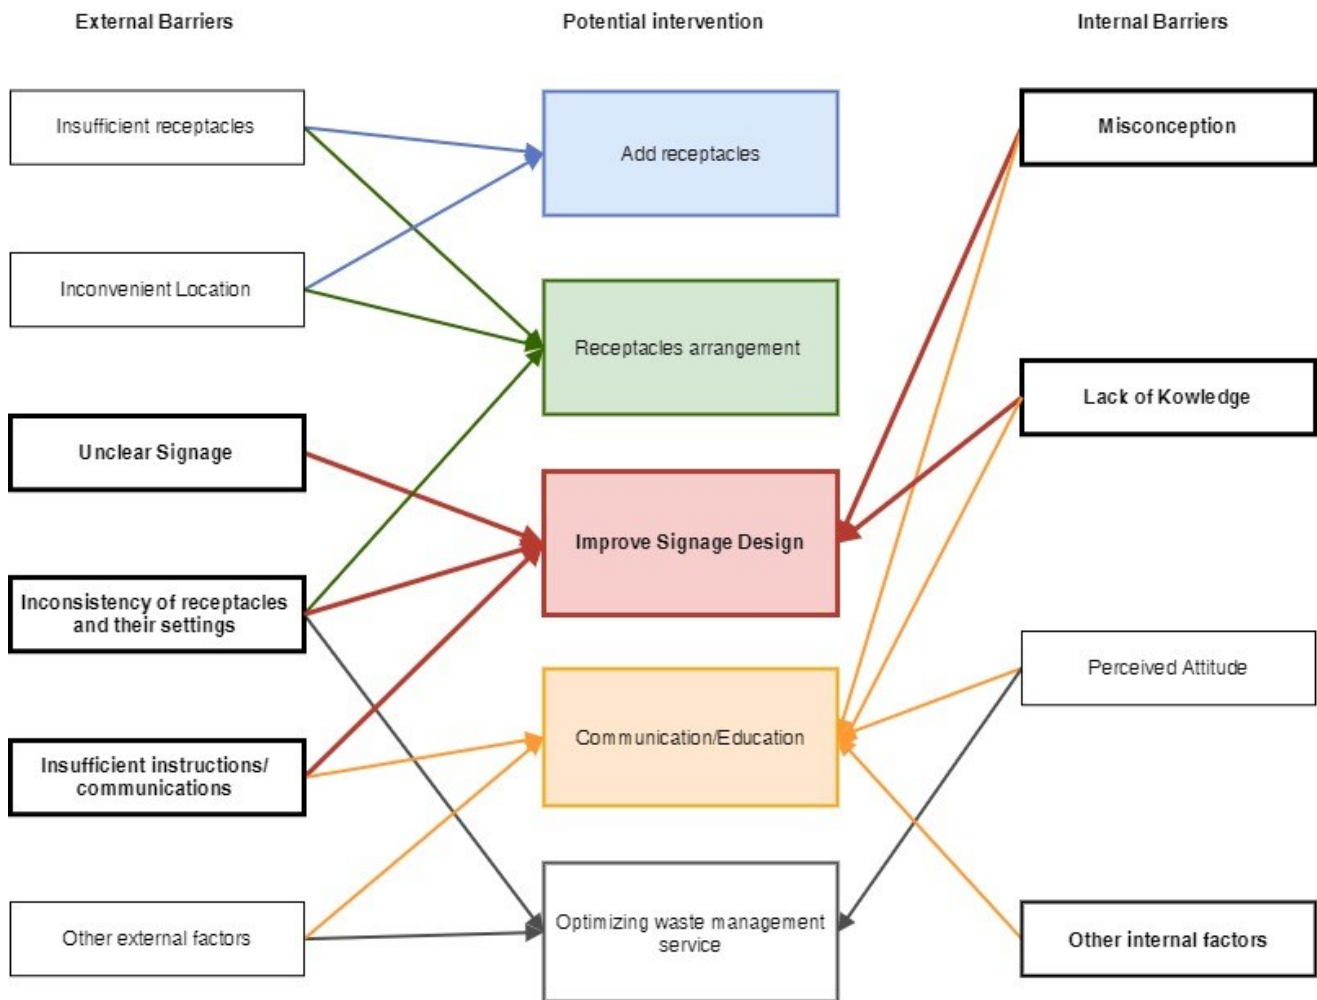 External Barriers
Potential intervention
Internal Barriers
Insufficient receptacles
Inconvenient Location
Unclear Signage
Inconsistency of receptacles
and their settings
Insufficient instructions/
communications
Other external factors
Add receptacles
Receptacles arrangement
Improve Signage Design
Communication/Education
Optimizing waste management
service
Misconception
Lack of Kowledge
Perceived Attitude
Other internal factors